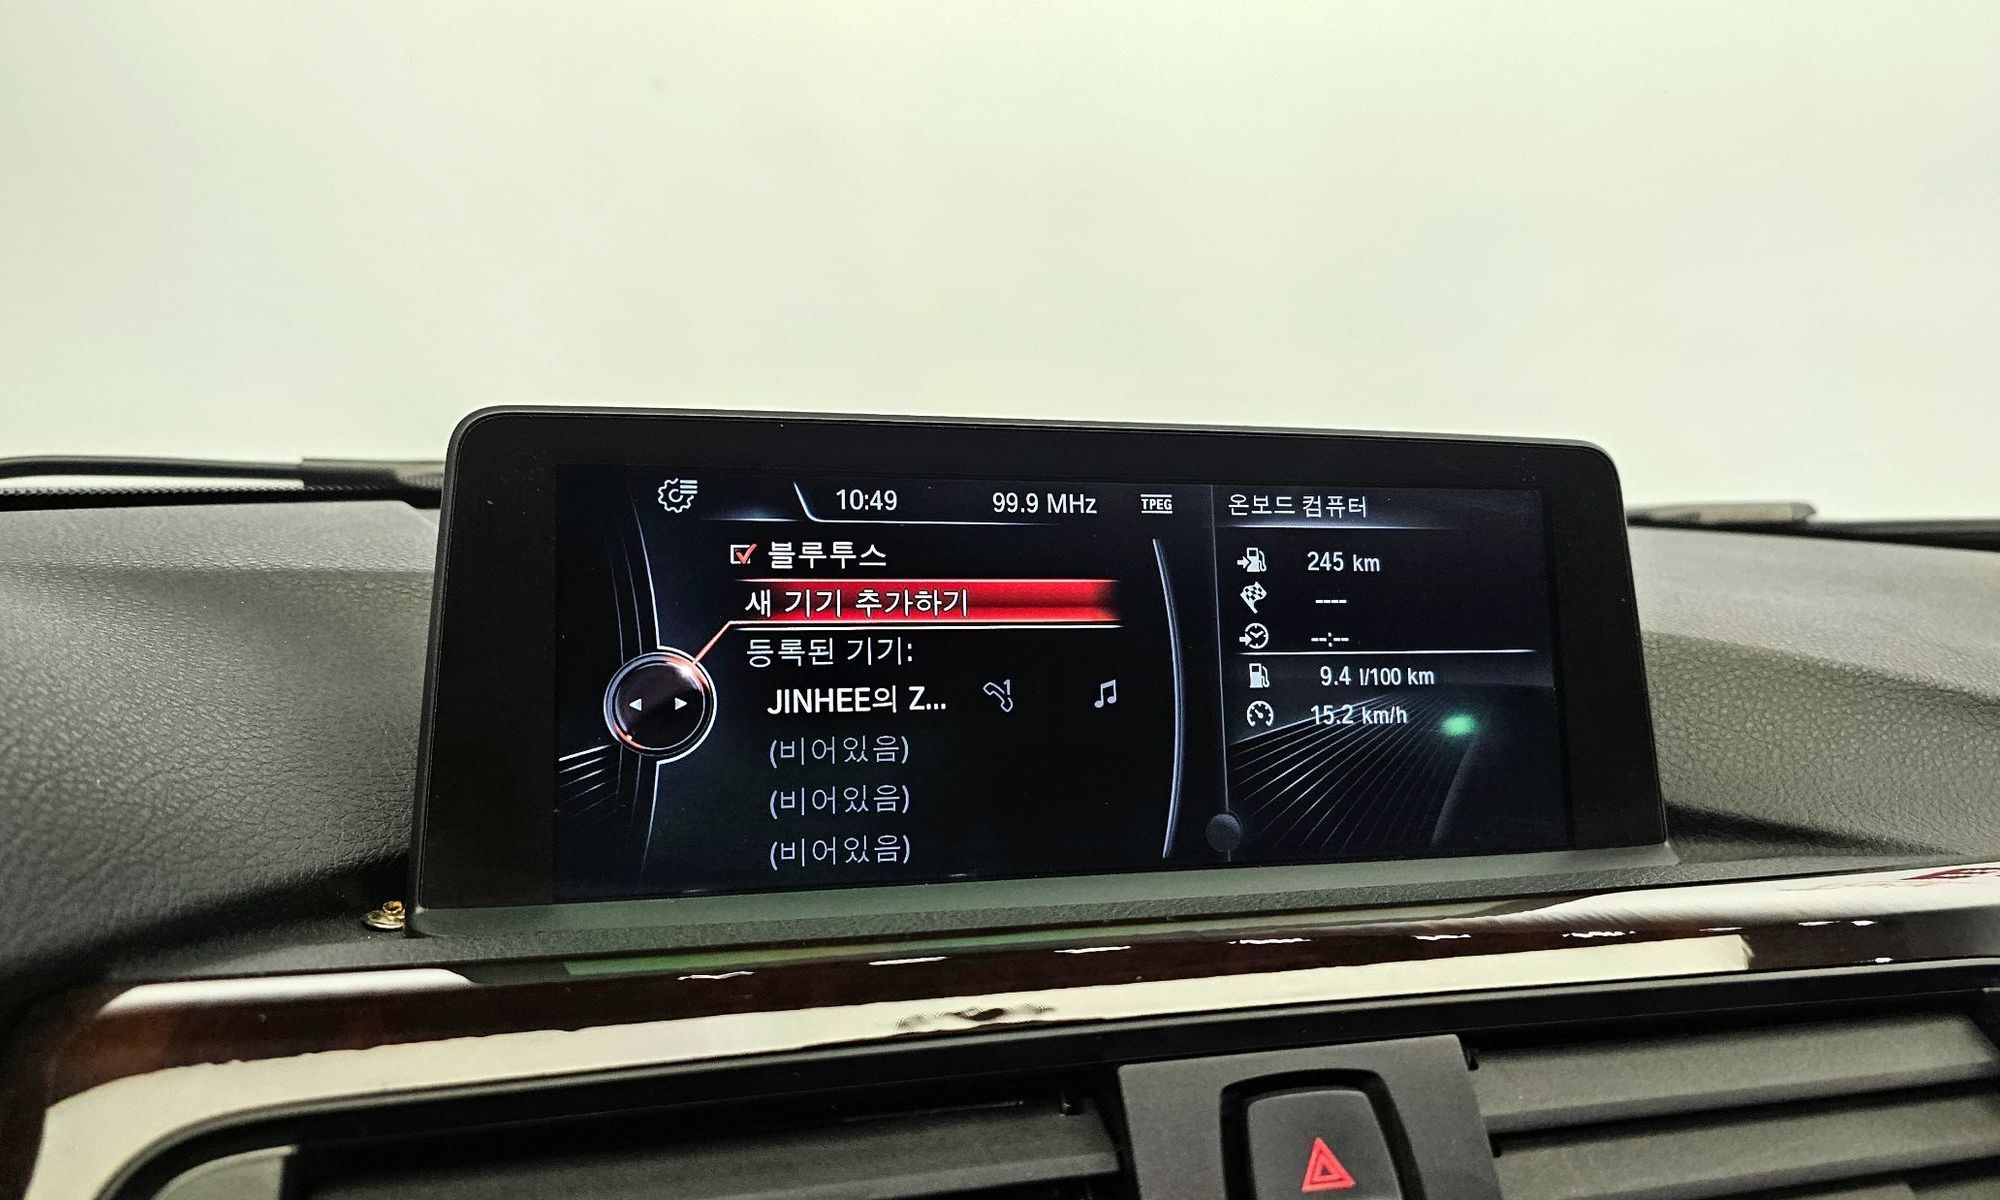 10:49 99.9 MHz TPEG
블루투스
새 기기 추가하기
등록된 기기:
JINHEE의 Z...
(비어있음)
(비어있음)
(비어있음)
온보드 컴퓨터
245 km
----
--:--
9.4 l/100 km
15.2 km/h